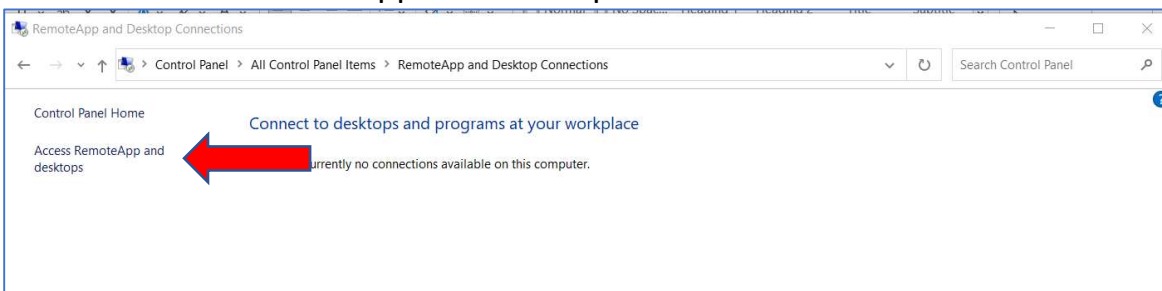 RemoteApp and Desktop Connections
Control Panel > All Control Panel Items > RemoteApp and Desktop Connections
Search Control Panel
Control Panel Home
Connect to desktops and programs at your workplace
Access RemoteApp and
desktops
currently no connections available on this computer.